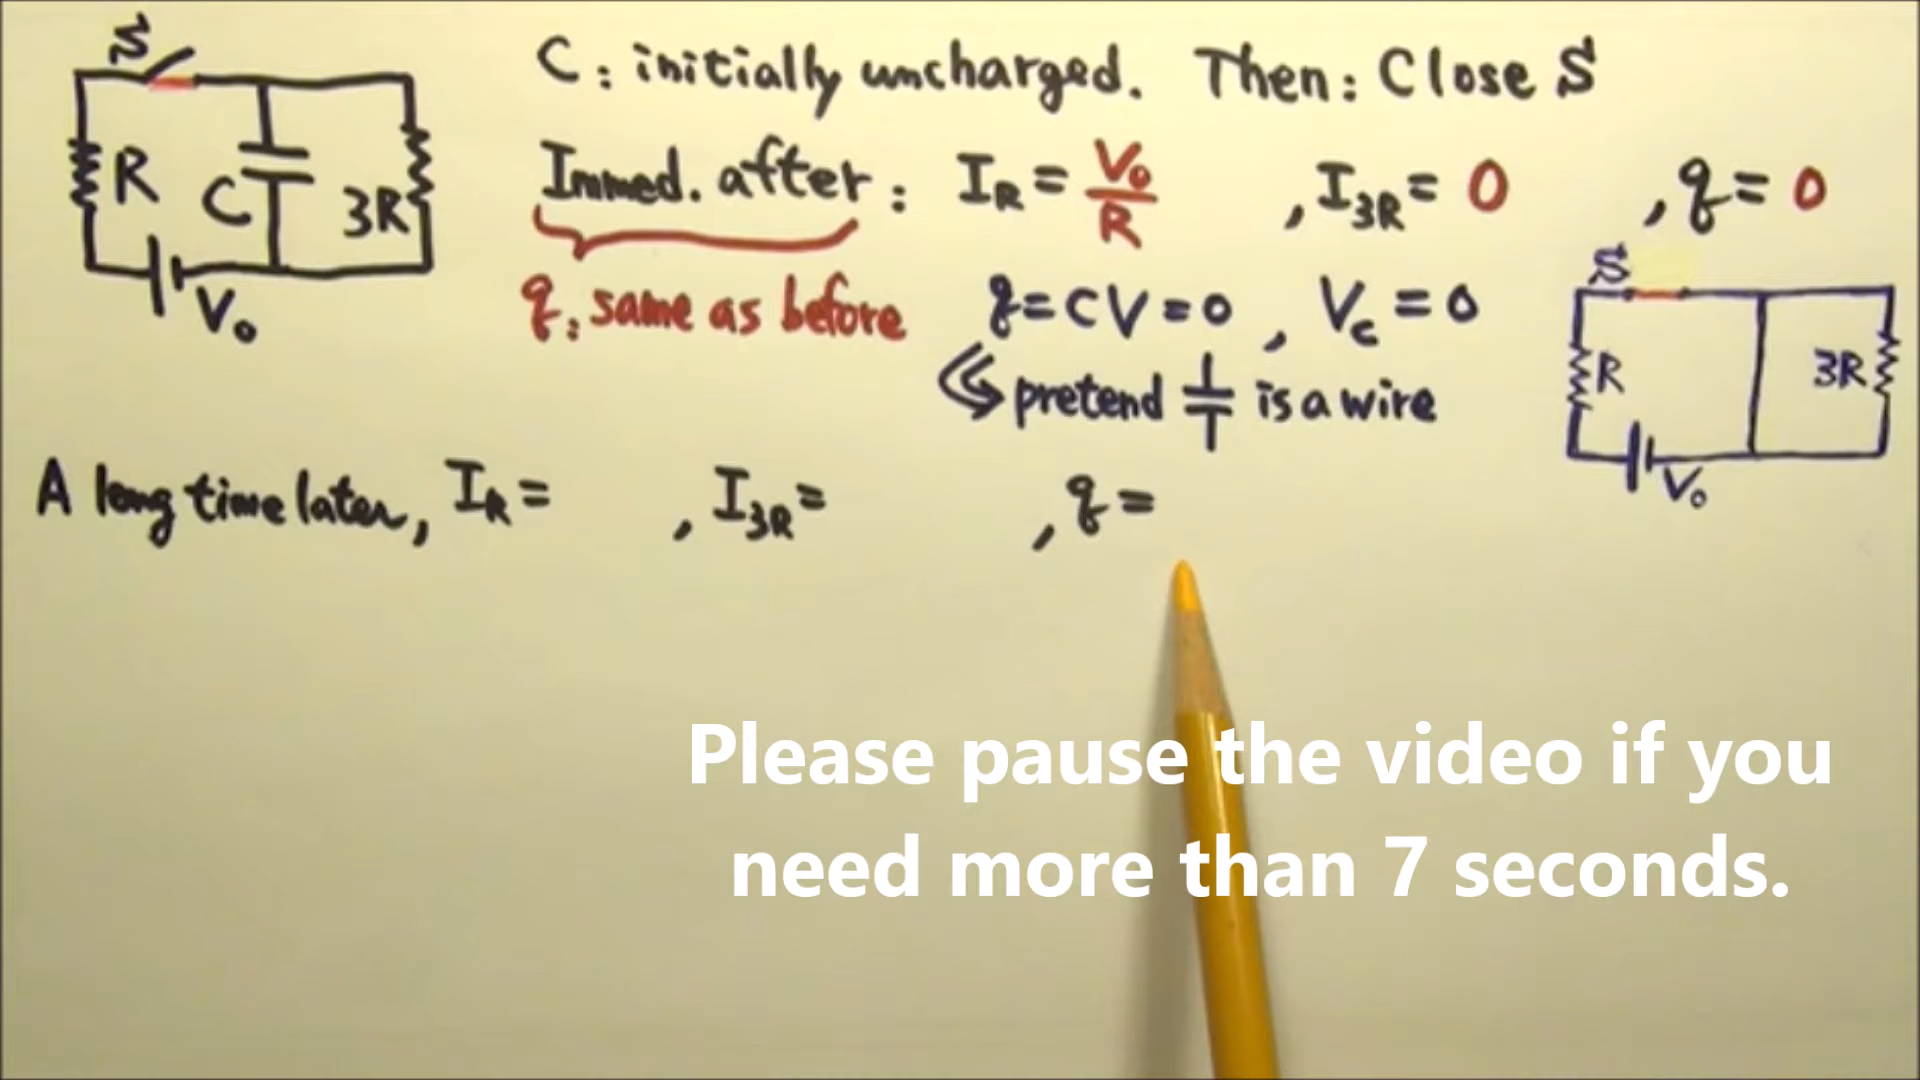 S
R
C
3R
V₀
C: initially uncharged. Then: Close S
Immed. after: I_R = V₀/R , I_3R = 0 , q = 0
q: same as before
q = CV = 0 , V_c = 0
pretend ⊥⊤ is a wire
S
R
3R
V₀
A long time later, I_R = , I_3R = , q =
Please pause the video if you
need more than 7 seconds.